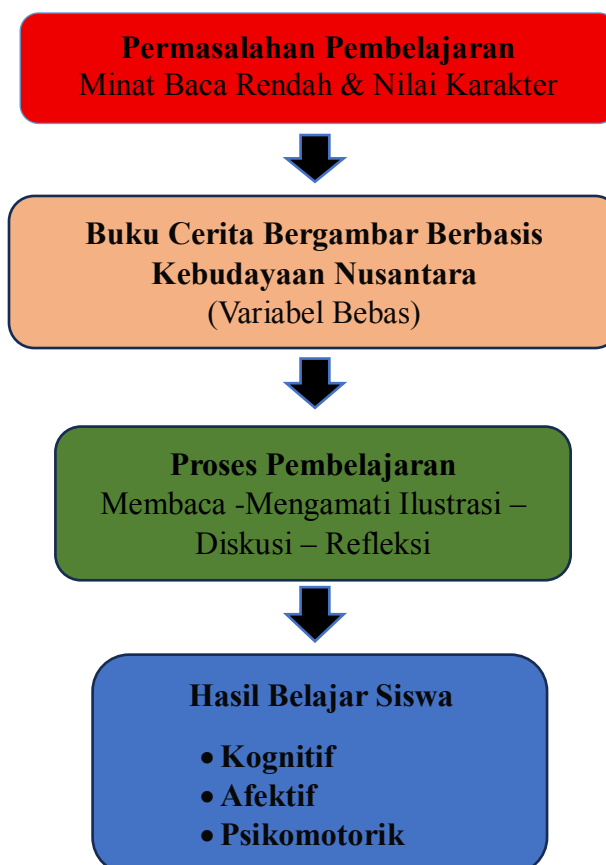 Permasalahan Pembelajaran
Minat Baca Rendah & Nilai Karakter
Buku Cerita Bergambar Berbasis
Kebudayaan Nusantara
(Variabel Bebas)
Proses Pembelajaran
Membaca -Mengamati Ilustrasi –
Diskusi – Refleksi
Hasil Belajar Siswa
• Kognitif
• Afektif
• Psikomotorik